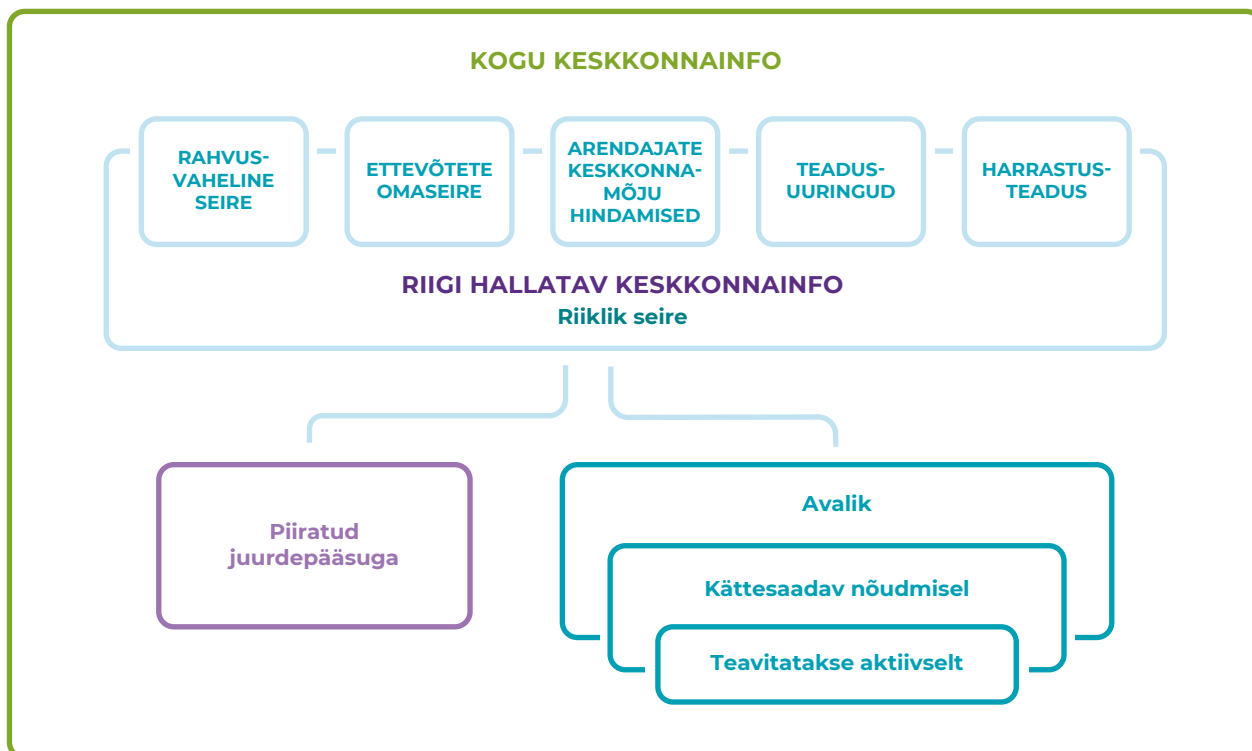 KOGU KESKKONNAINFO
RAHVUS-
VAHELINE
SEIRE
ETTEVÕTETE
OMASEIRE
ARENDAJATE
KESKKONNA-
MÕJU
HINDAMISED
TEADUS-
UURINGUD
HARRASTUS-
TEADUS
RIIGI HALLATAV KESKKONNAINFO
Riiklik seire
Piiratud
juurdepääsuga
Avalik
Kättesaadav nõudmisel
Teavitatakse aktiivselt